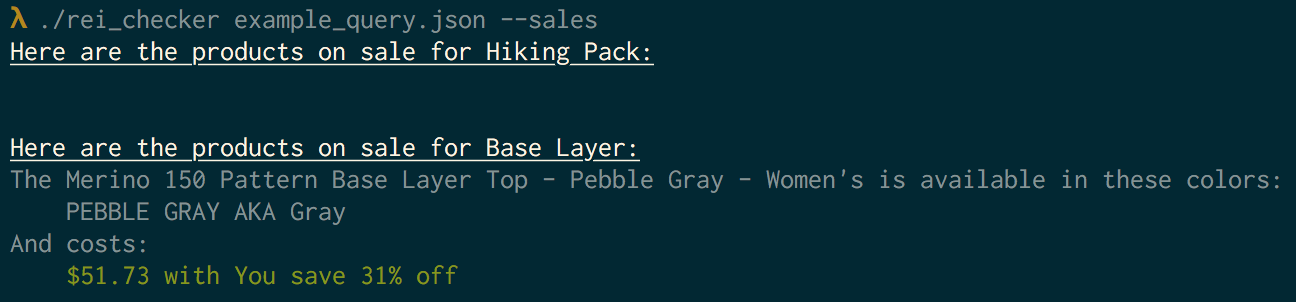 λ ./rei_checker example_query.json --sales
Here are the products on sale for Hiking Pack:
Here are the products on sale for Base Layer:
The Merino 150 Pattern Base Layer Top - Pebble Gray - Women's is available in these colors:
PEBBLE GRAY AKA Gray
And costs:
$51.73 with You save 31% off